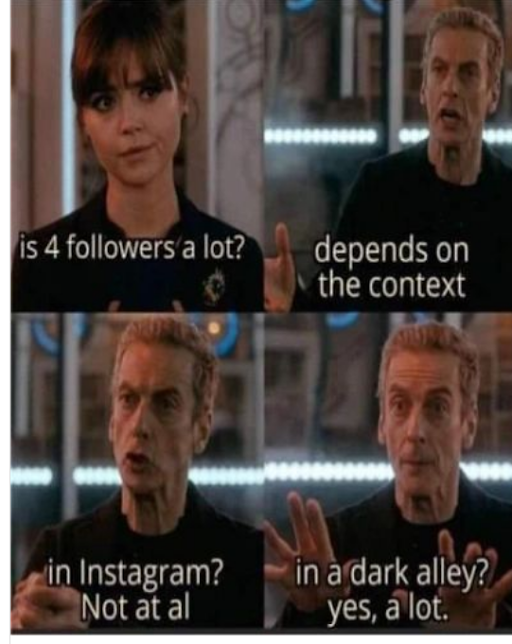 is 4 followers a lot?
depends on
the context
in Instagram?
Not at al
in a dark alley?
yes, a lot.